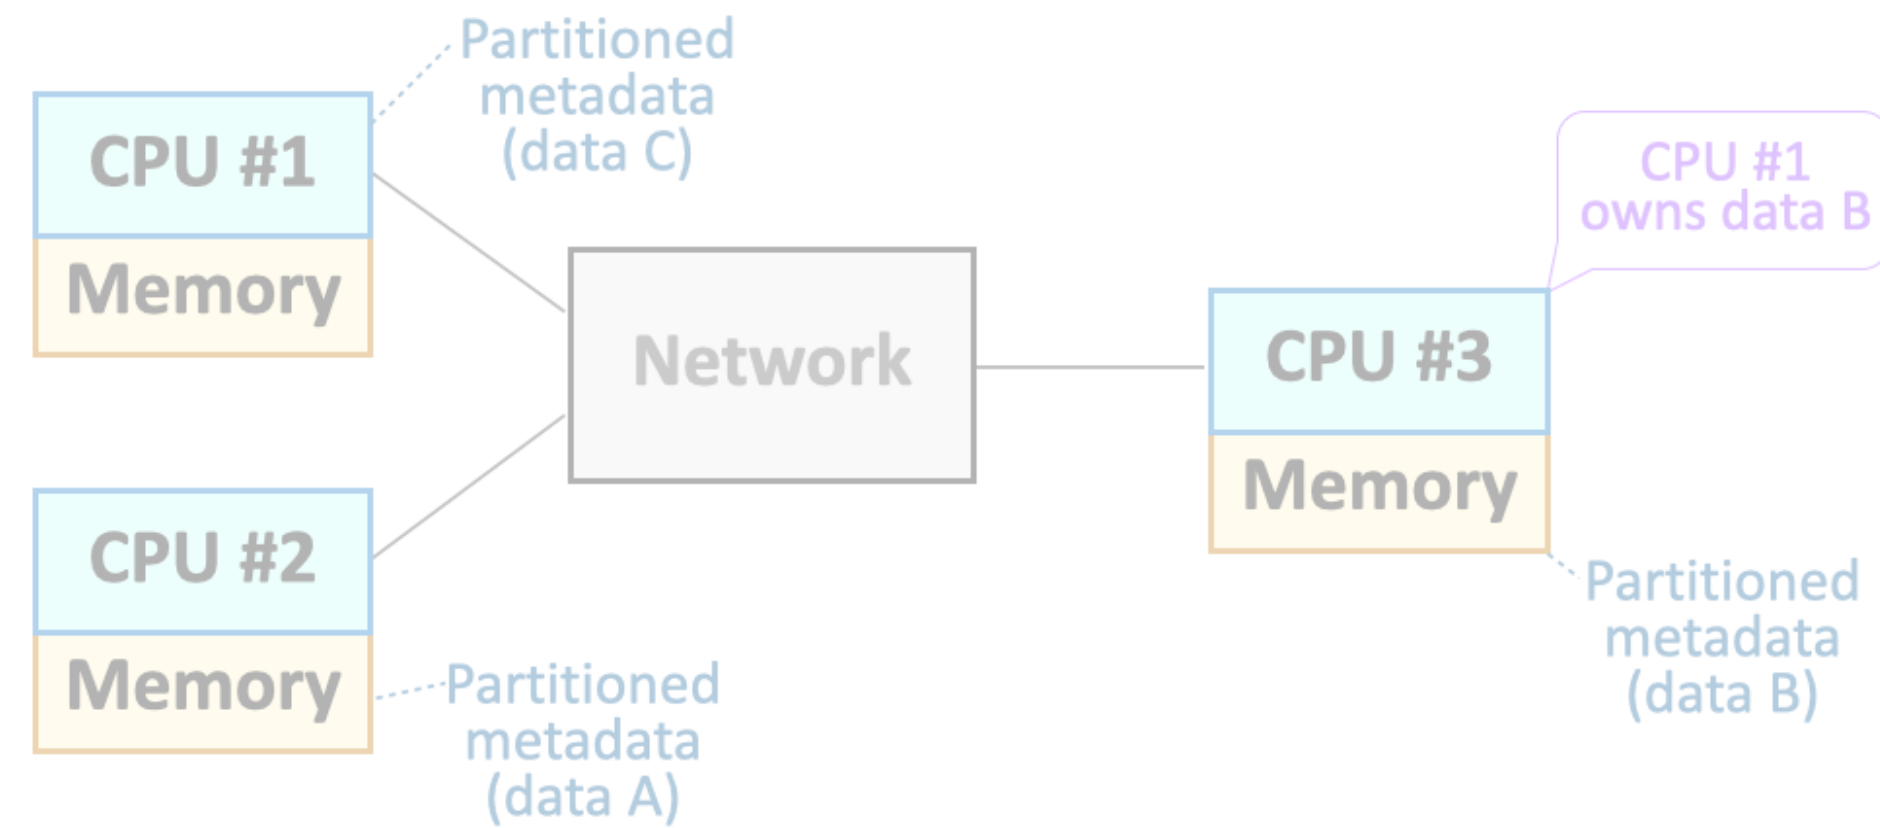 Partitioned
metadata
(data C)
CPU #1
Memory
CPU #1
owns data B
Network
CPU #3
Memory
CPU #2
Memory
Partitioned
metadata
(data B)
Partitioned
metadata
(data A)